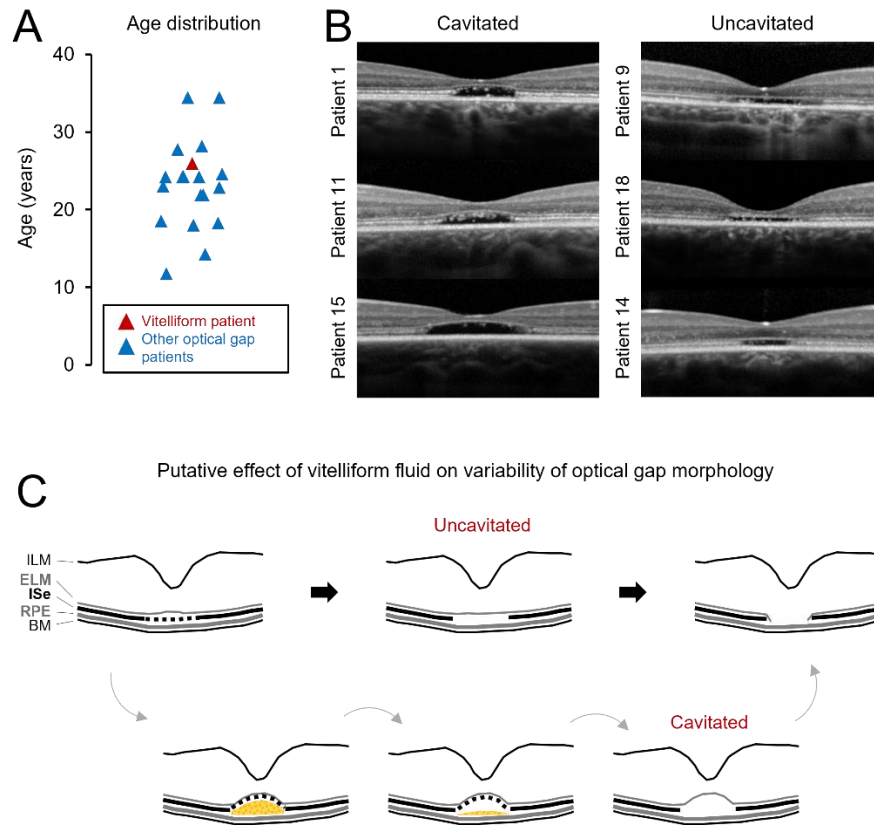 A
Age distribution
Age (years)
40
30
20
10
0
Vitelliform patient
Other optical gap
patients
B
Cavitated
Uncavitated
Patient 1
Patient 9
Patient 11
Patient 18
Patient 15
Patient 14
C
Putative effect of vitelliform fluid on variability of optical gap morphology
Uncavitated
ILM
ELM
ISe
RPE
BM
Cavitated